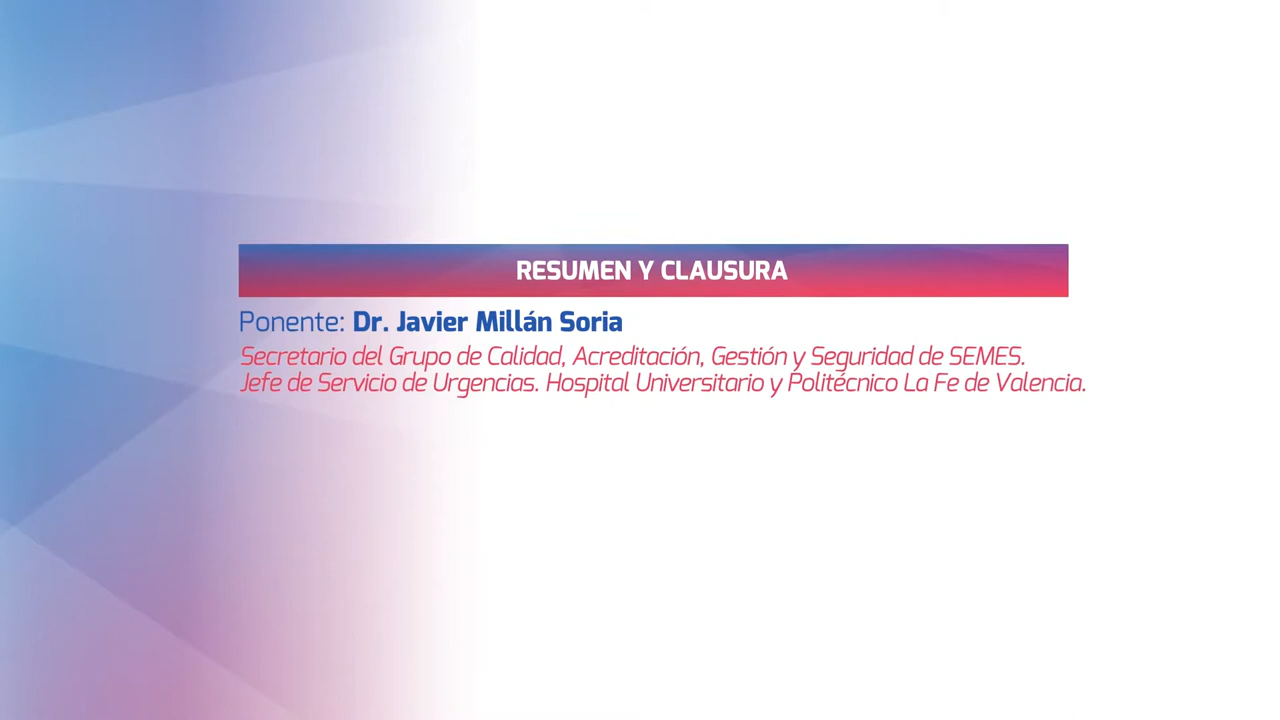 RESUMEN Y CLAUSURA
Ponente: Dr. Javier Millán Soria
Secretario del Grupo de Calidad, Acreditación, Gestión y Seguridad de SEMES.
Jefe de Servicio de Urgencias. Hospital Universitario y Politécnico La Fe de Valencia.